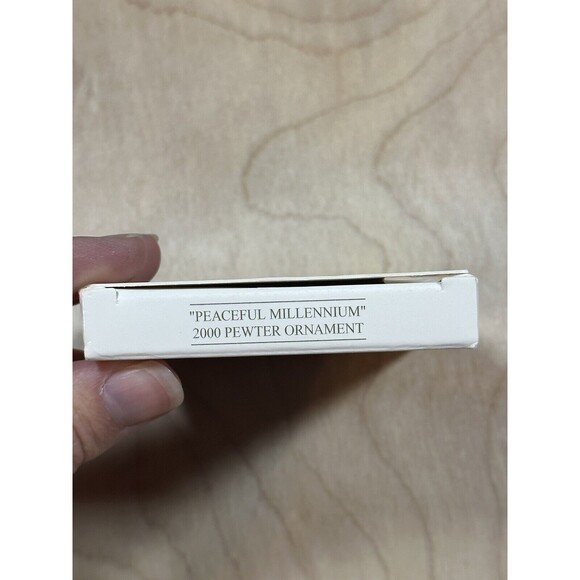 "PEACEFUL MILLENNIUM"
2000 PEWTER ORNAMENT